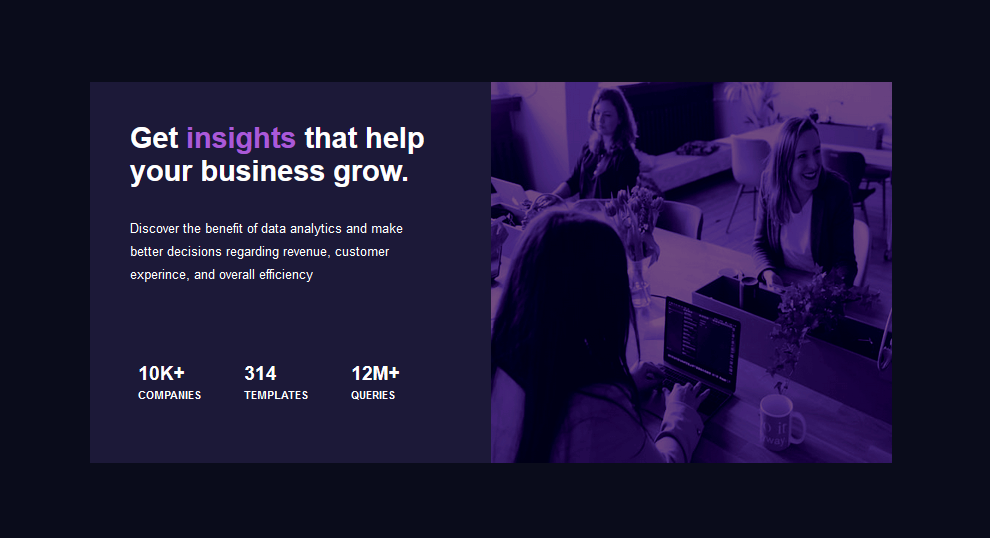 Get insights that help
your business grow.
Discover the benefit of data analytics and make
better decisions regarding revenue, customer
experince, and overall efficiency
10K+ 314 12M+
COMPANIES TEMPLATES QUERIES